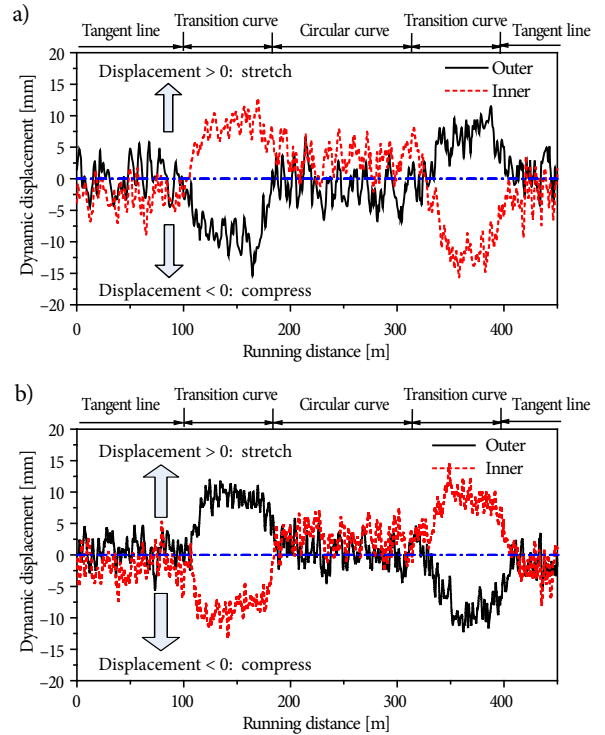 a)
Tangent line Transition curve Circular curve Transition curve Tangent line
20
15
10
5
0
−5
−10
−15
−20
Dynamic displacement [mm]
Displacement > 0: stretch
Displacement < 0: compress
Outer
Inner
0 100 200 300 400
Running distance [m]
b)
Tangent line Transition curve Circular curve Transition curve Tangent line
20
15
10
5
0
−5
−10
−15
−20
Dynamic displacement [mm]
Displacement > 0: stretch
Displacement < 0: compress
Outer
Inner
0 100 200 300 400
Running distance [m]